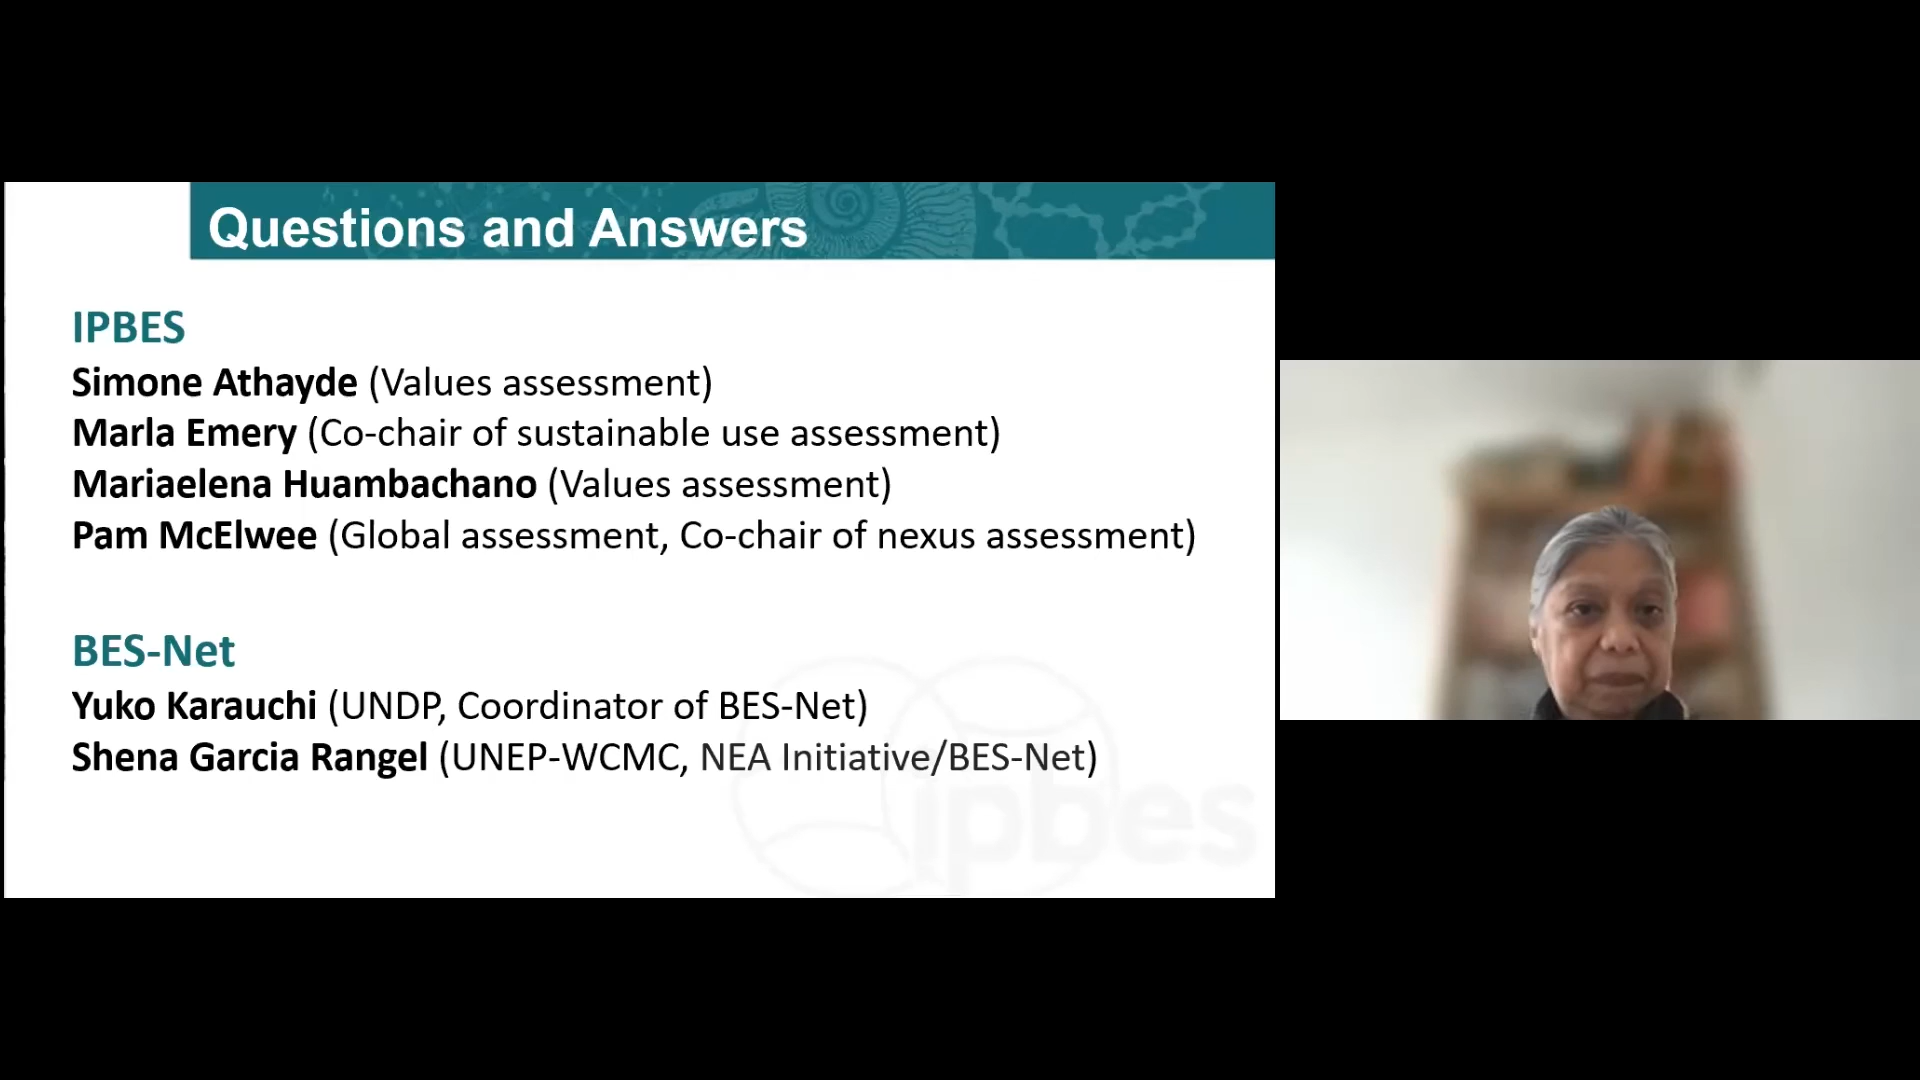 Questions and Answers
IPBES
Simone Athayde (Values assessment)
Marla Emery (Co-chair of sustainable use assessment)
Mariaelena Huambachano (Values assessment)
Pam McElwee (Global assessment, Co-chair of nexus assessment)
BES-Net
Yuko Karauchi (UNDP, Coordinator of BES-Net)
Shena Garcia Rangel (UNEP-WCMC, NEA Initiative/BES-Net)
ipbes